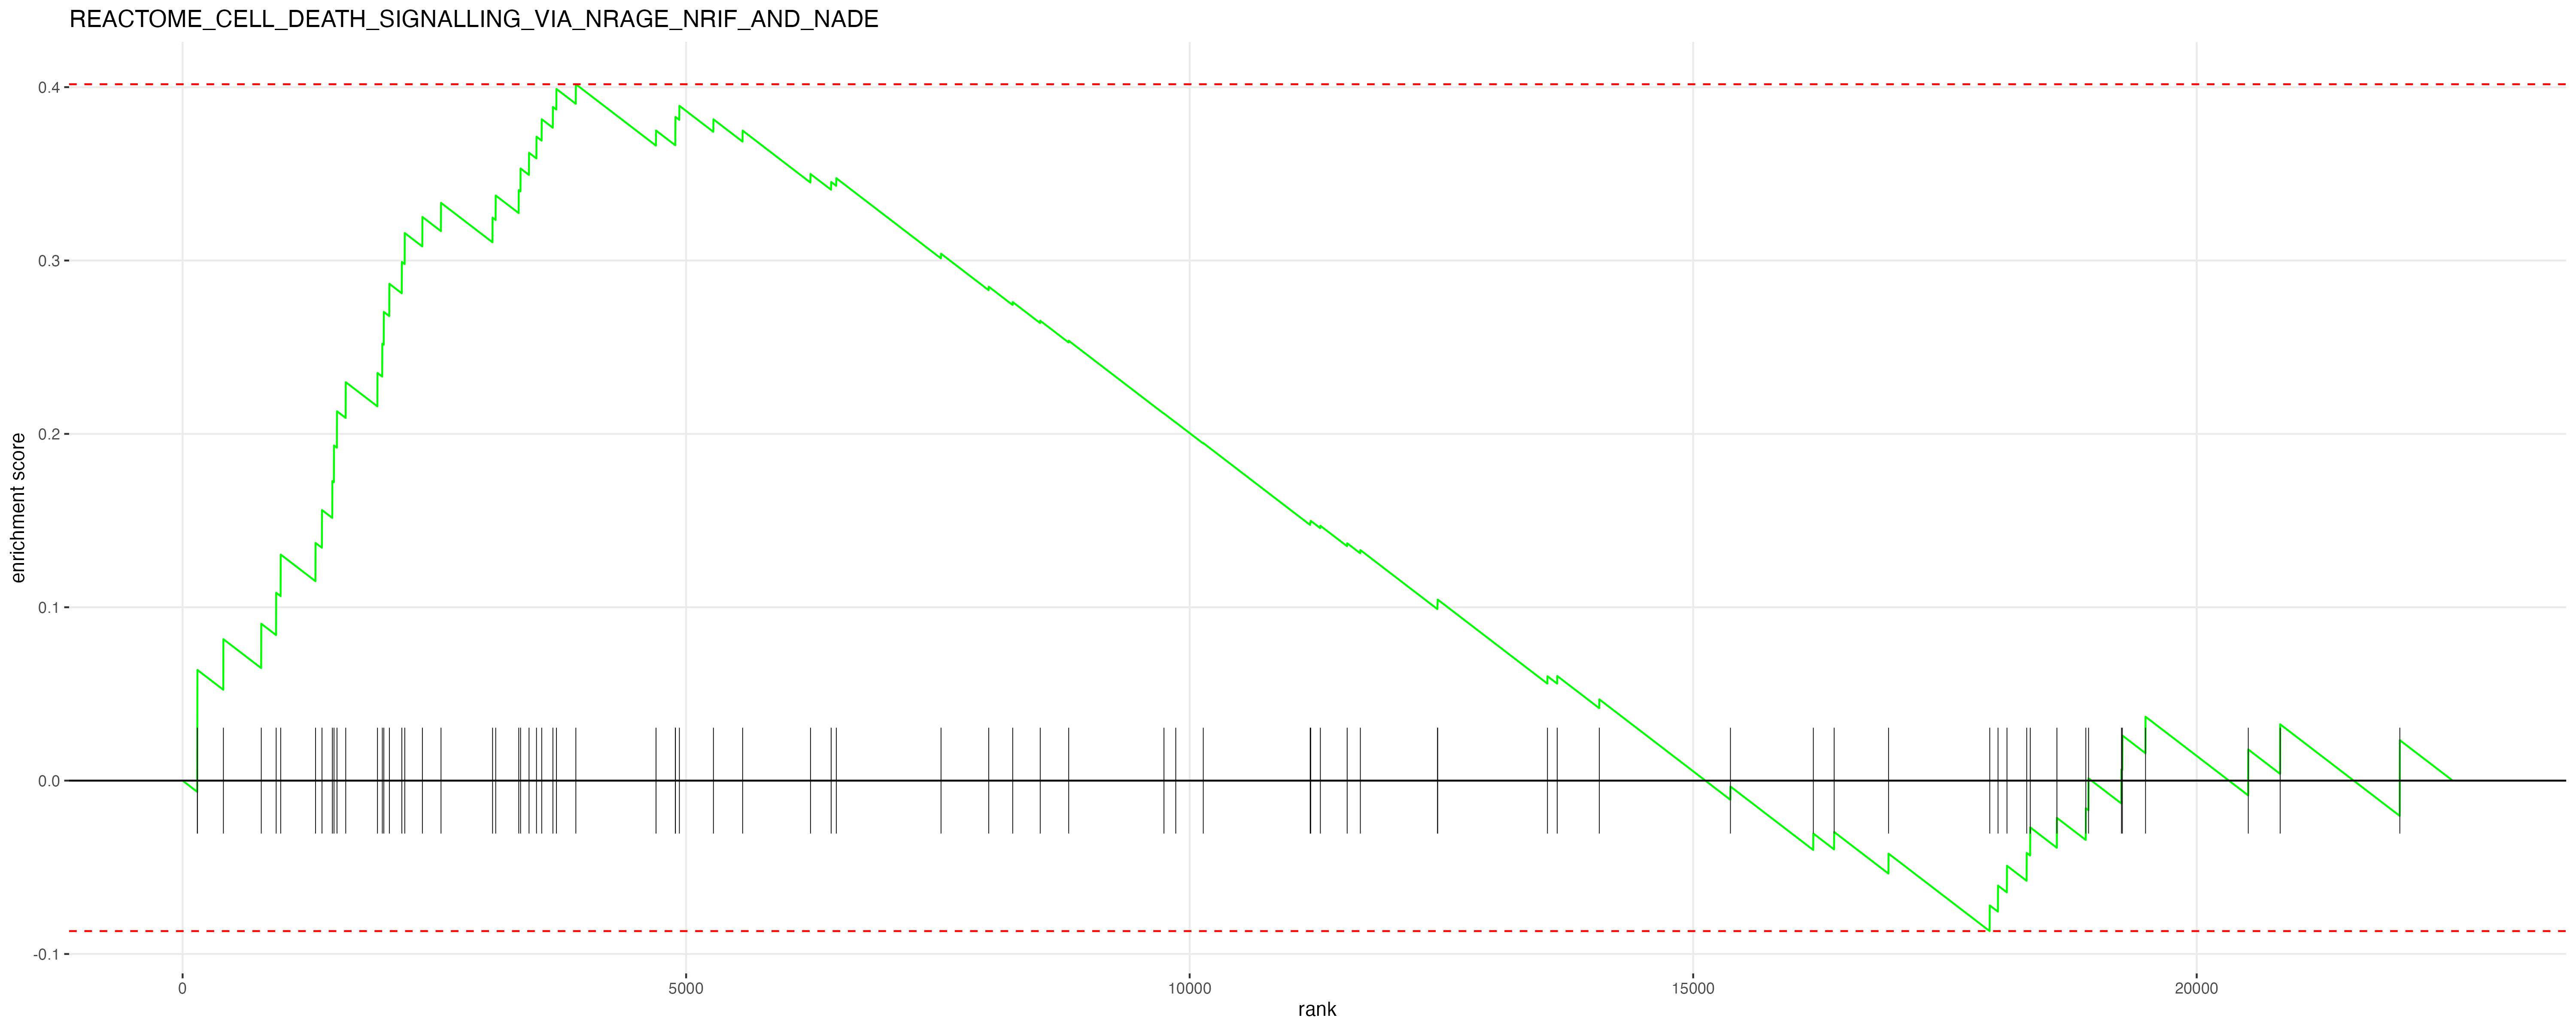 REACTOME_CELL_DEATH_SIGNALLING_VIA_NRAGE_NRIF_AND_NADE
0.4
0.3
0.2
0.1
0.0
-0.1
enrichment score
0 5000 10000 15000 20000
rank